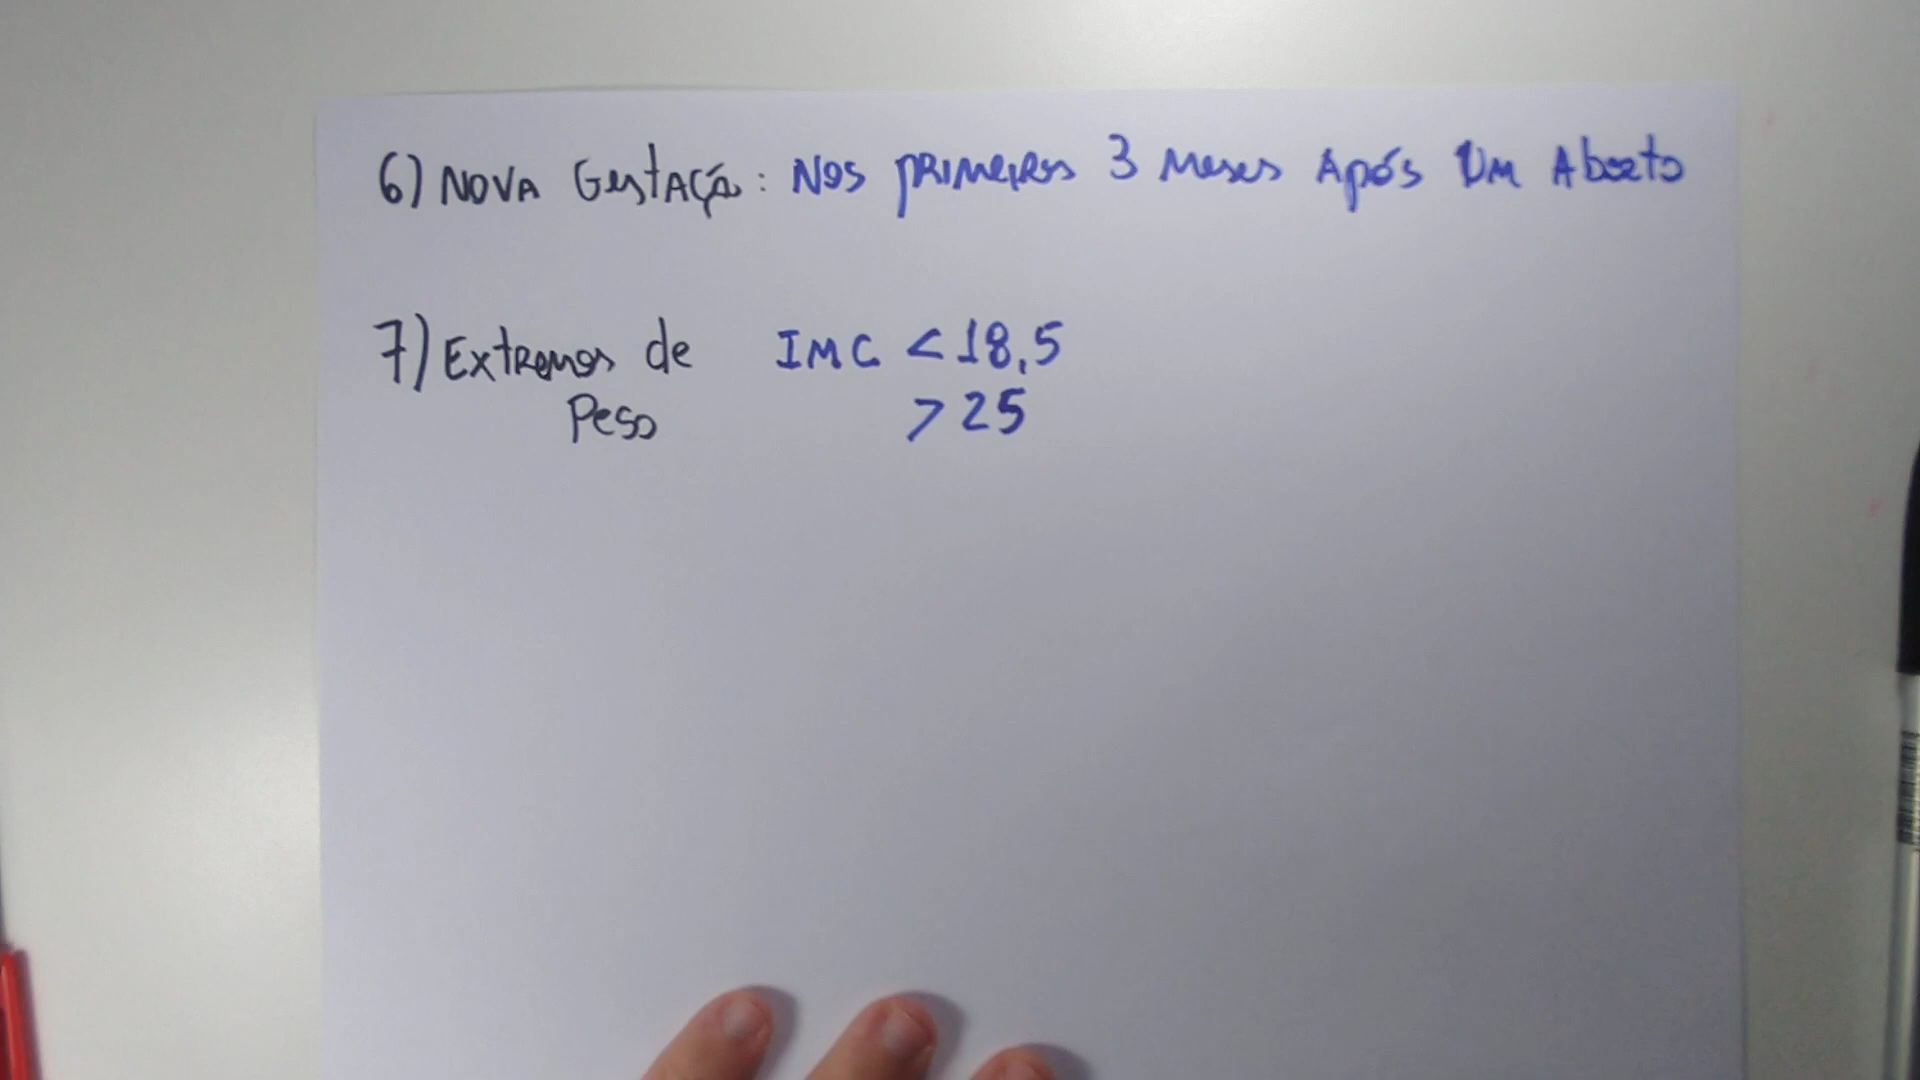 6) Nova Gestação: Nos primeiros 3 meses Após Um Aborto
7) Extremos de IMC < 18,5
Peso > 25